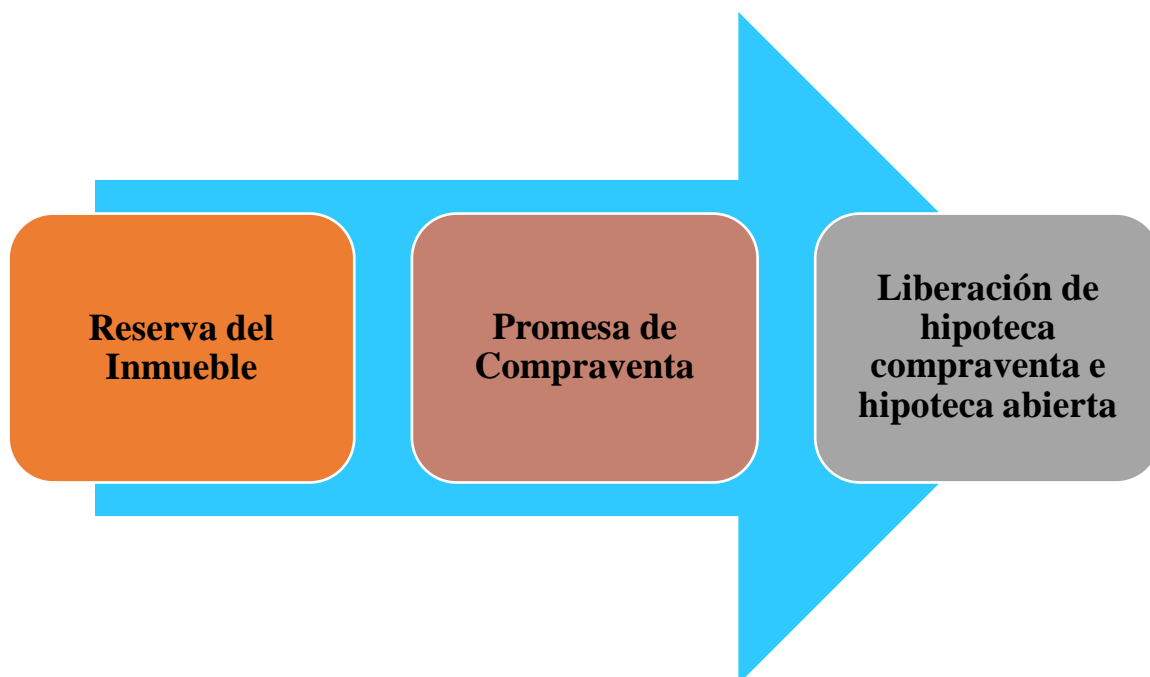 Reserva del
Inmueble
Promesa de
Compraventa
Liberación de
hipoteca
compraventa e
hipoteca abierta